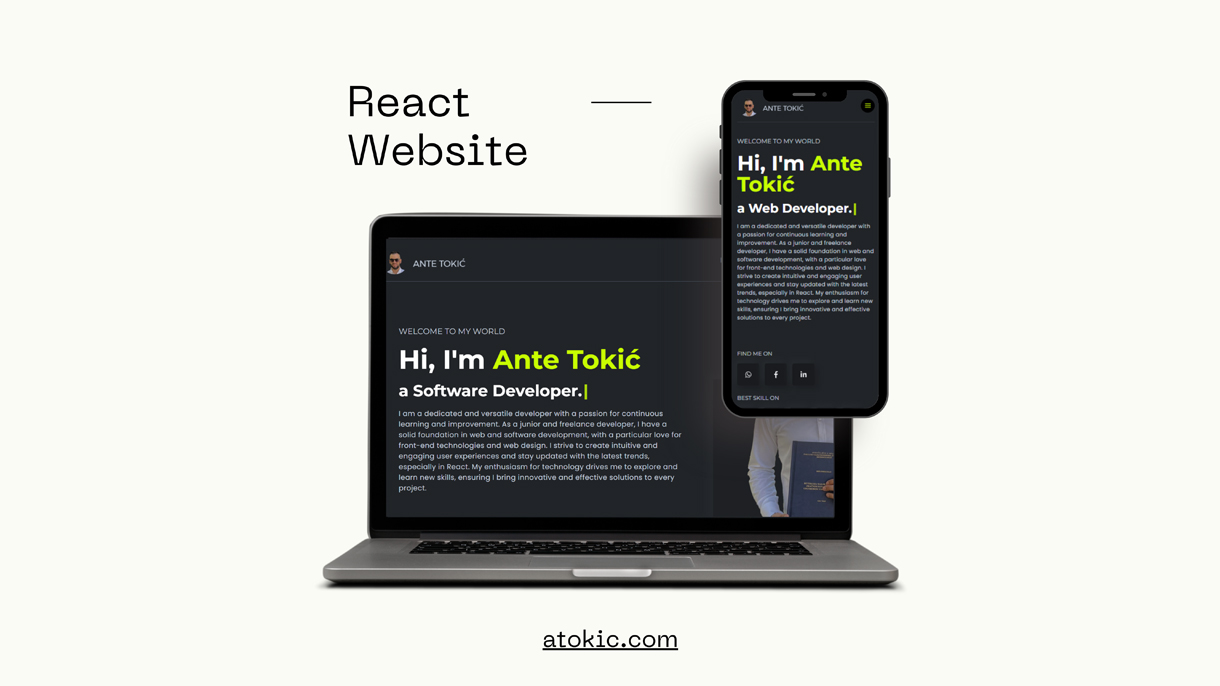 React
Website
ANTE TOKIĆ
WELCOME TO MY WORLD
Hi, I'm Ante Tokić
a Software Developer.
I am a dedicated and versatile developer with a passion for continuous
learning and improvement. As a junior and freelance developer, I have a
solid foundation in web and software development, with a particular love for
front-end technologies and web design. I strive to create intuitive and
engaging user experiences and stay updated with the latest trends,
especially in React. My enthusiasm for technology drives me to explore and
learn new skills, ensuring I bring innovative and effective solutions to every
project.
ANTE TOKIĆ
WELCOME TO MY WORLD
Hi, I'm Ante
Tokić
a Web Developer.
I am a dedicated and versatile developer with
a passion for continuous learning and
improvement. As a junior and freelance
developer, I have a solid foundation in web and
software development, with a particular love
for front-end technologies and web design. I
strive to create intuitive and engaging user
experiences and stay updated with the latest
trends, especially in React. My enthusiasm for
technology drives me to explore and learn new
skills, ensuring I bring innovative and effective
solutions to every project.
FIND ME ON
f
in
BEST SKILL ON
atokic.com